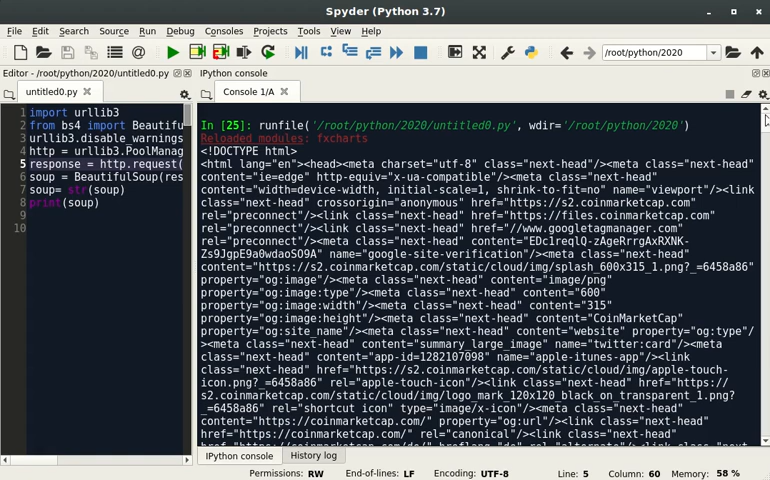 Spyder (Python 3.7)
File Edit Search Source Run Debug Consoles Projects Tools View Help
/root/python/2020
Editor - /root/python/2020/untitled0.py
IPython console
untitled0.py
Console 1/A
1 import urllib3
2 from bs4 import Beautifu
3 urllib3.disable_warnings
4 http = urllib3.PoolManag
5 response = http.request(
6 soup = BeautifulSoup(res
7 soup= str(soup)
8 print(soup)
9
10
In [25]: runfile('/root/python/2020/untitled0.py', wdir='/root/python/2020')
Reloaded modules: fxcharts
<!DOCTYPE html>
<html lang="en"><head><meta charset="utf-8" class="next-head"/><meta class="next-head"
content="ie=edge" http-equiv="x-ua-compatible"/><meta class="next-head"
content="width=device-width, initial-scale=1, shrink-to-fit=no" name="viewport"/><link
class="next-head" crossorigin="anonymous" href="https://s2.coinmarketcap.com"
rel="preconnect"/><link class="next-head" href="https://files.coinmarketcap.com"
rel="preconnect"/><link class="next-head" href="//www.googletagmanager.com"
rel="preconnect"/><meta class="next-head" content="EDc1reqlQ-zAgeRrrgAxRXNK-
Zs9JgpE9a0wdaoSO9A" name="google-site-verification"/><meta class="next-head"
content="https://s2.coinmarketcap.com/static/cloud/img/splash_600x315_1.png?_=6458a86"
property="og:image"/><meta class="next-head" content="image/png"
property="og:image:type"/><meta class="next-head" content="600"
property="og:image:width"/><meta class="next-head" content="315"
property="og:image:height"/><meta class="next-head" content="CoinMarketCap"
property="og:site_name"/><meta class="next-head" content="website" property="og:type"/
><meta class="next-head" content="summary_large_image" name="twitter:card"/><meta
class="next-head" content="app-id=1282107098" name="apple-itunes-app"/><link
class="next-head" href="https://s2.coinmarketcap.com/static/cloud/img/apple-touch-
icon.png?_=6458a86" rel="apple-touch-icon"/><link class="next-head" href="https://
s2.coinmarketcap.com/static/cloud/img/logo_mark_120x120_black_on_transparent_1.png?
_=6458a86" rel="shortcut icon" type="image/x-icon"/><meta class="next-head"
content="https://coinmarketcap.com/" property="og:url"/><link class="next-head"
href="https://coinmarketcap.com/" rel="canonical"/><link class="next-head"
IPython console
History log
Permissions: RW End-of-lines: LF Encoding: UTF-8 Line: 5 Column: 60 Memory: 58 %